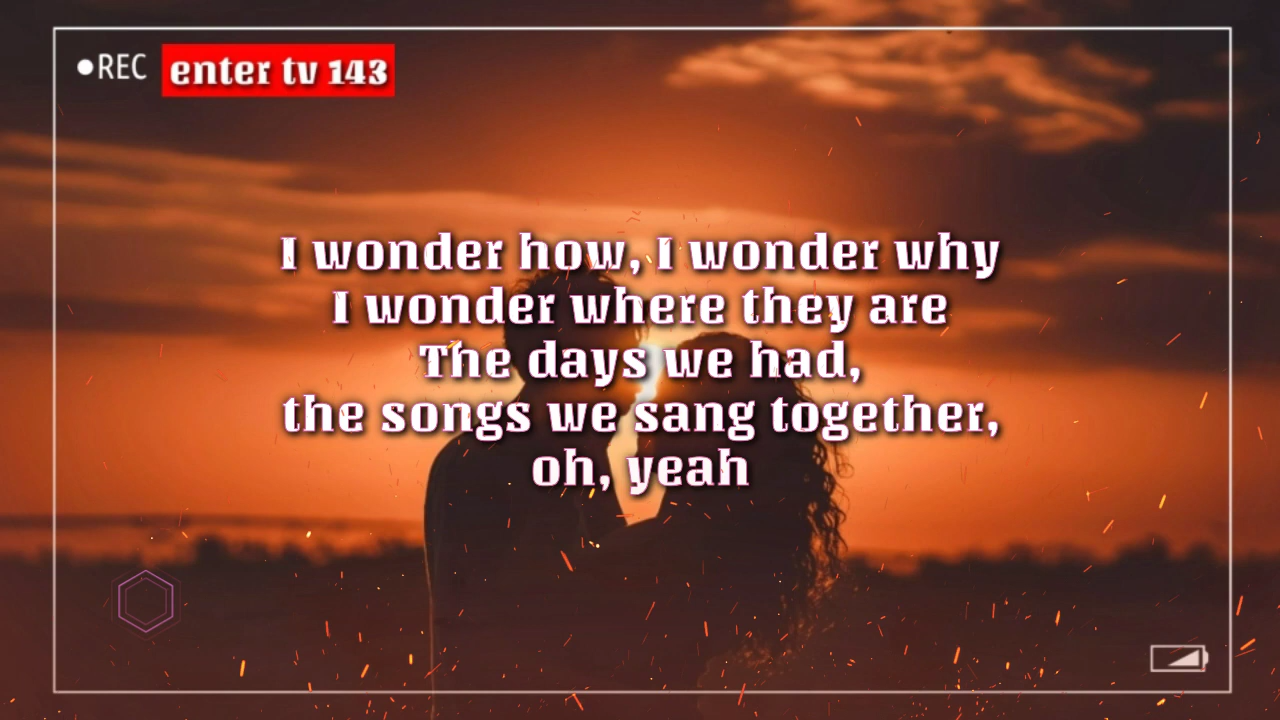 ●REC enter tv 143
I wonder how, I wonder why
I wonder where they are
The days we had,
the songs we sang together,
oh, yeah